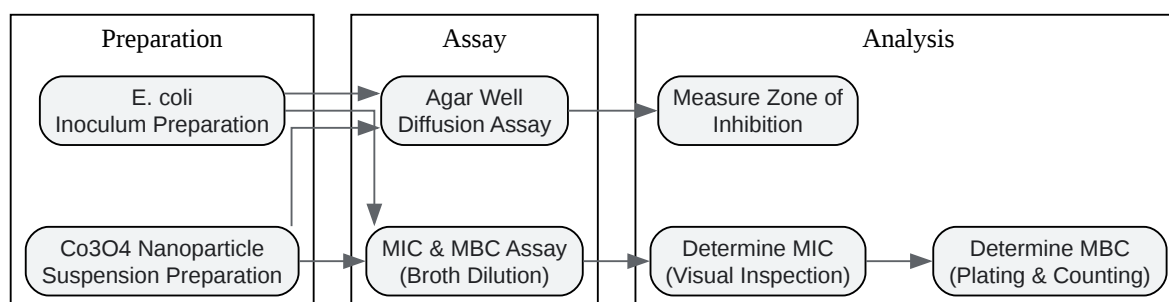 Preparation
Assay
Analysis
E. coli
Inoculum Preparation
Agar Well
Diffusion Assay
Measure Zone of
Inhibition
Co3O4 Nanoparticle
Suspension Preparation
MIC & MBC Assay
(Broth Dilution)
Determine MIC
(Visual Inspection)
Determine MBC
(Plating & Counting)